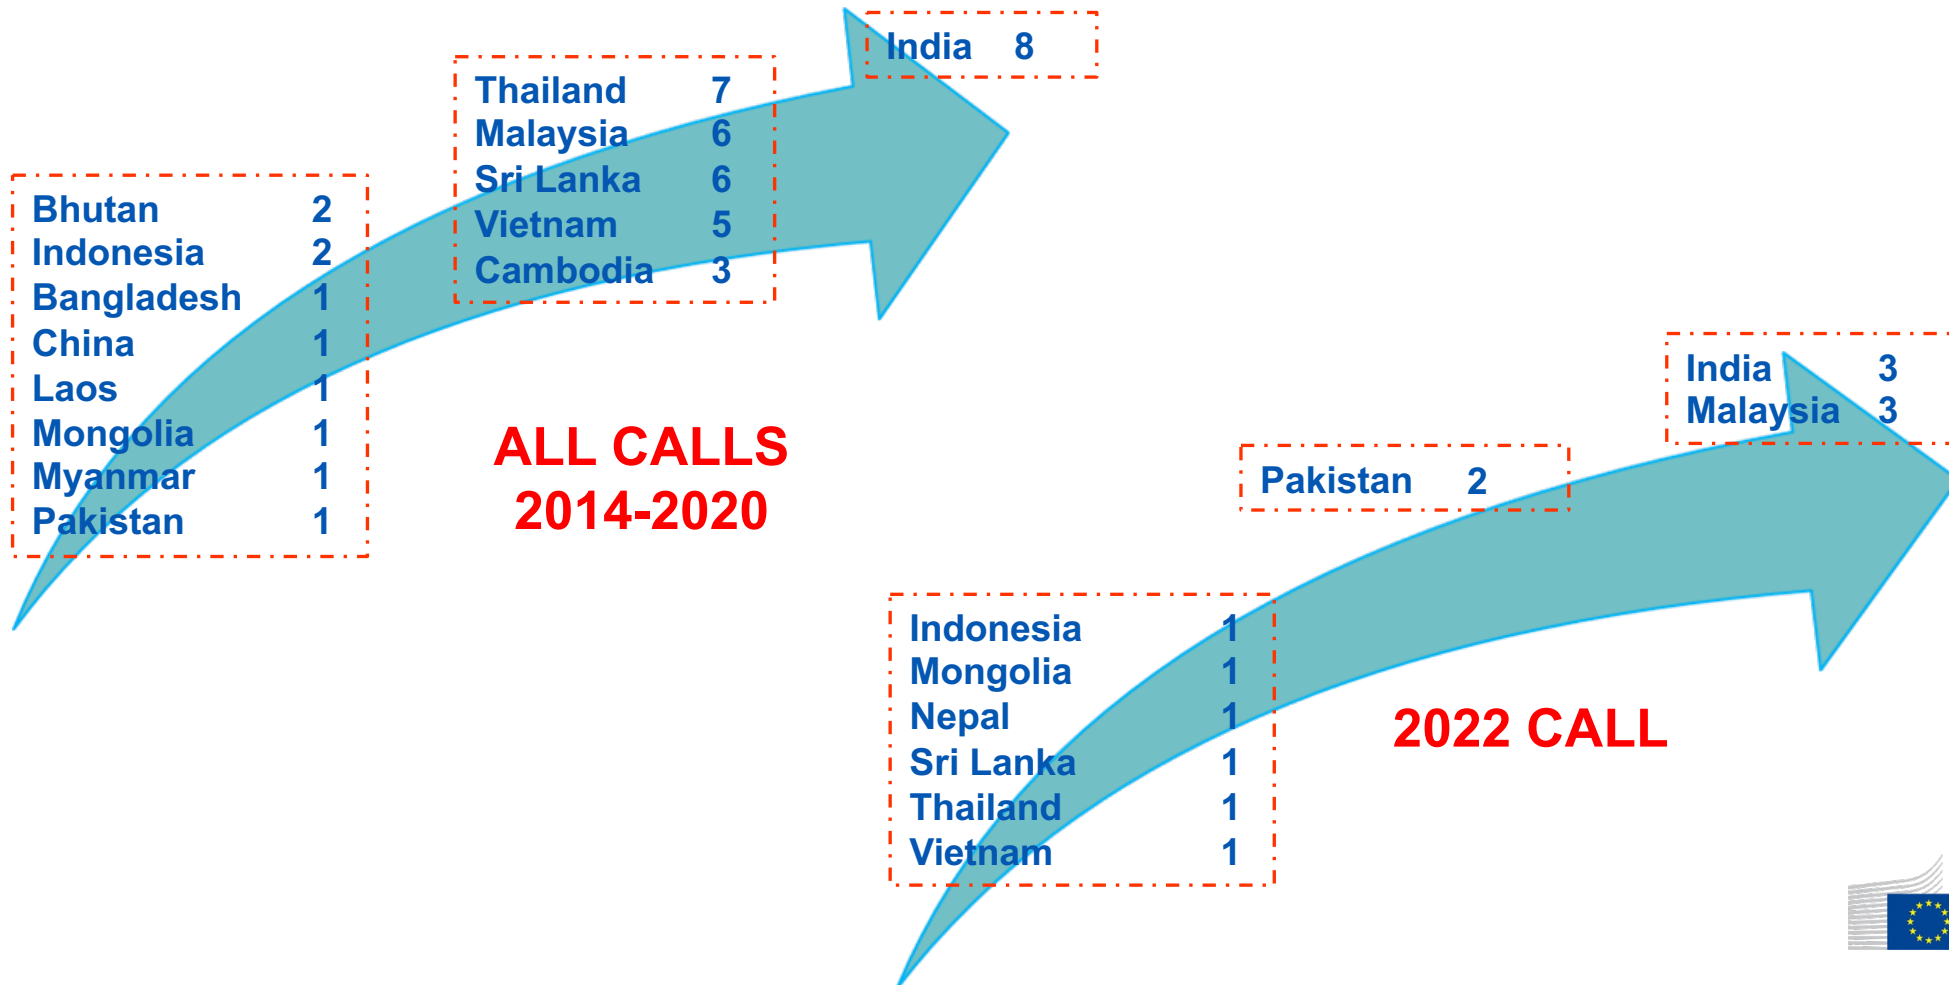 India 8
Thailand 7
Malaysia 6
Sri Lanka 6
Vietnam 5
Cambodia 3
Bhutan 2
Indonesia 2
Bangladesh 1
China 1
Laos 1
Mongolia 1
Myanmar 1
Pakistan 1
ALL CALLS
2014-2020
India 3
Malaysia 3
Pakistan 2
Indonesia 1
Mongolia 1
Nepal 1
Sri Lanka 1
Thailand 1
Vietnam 1
2022 CALL